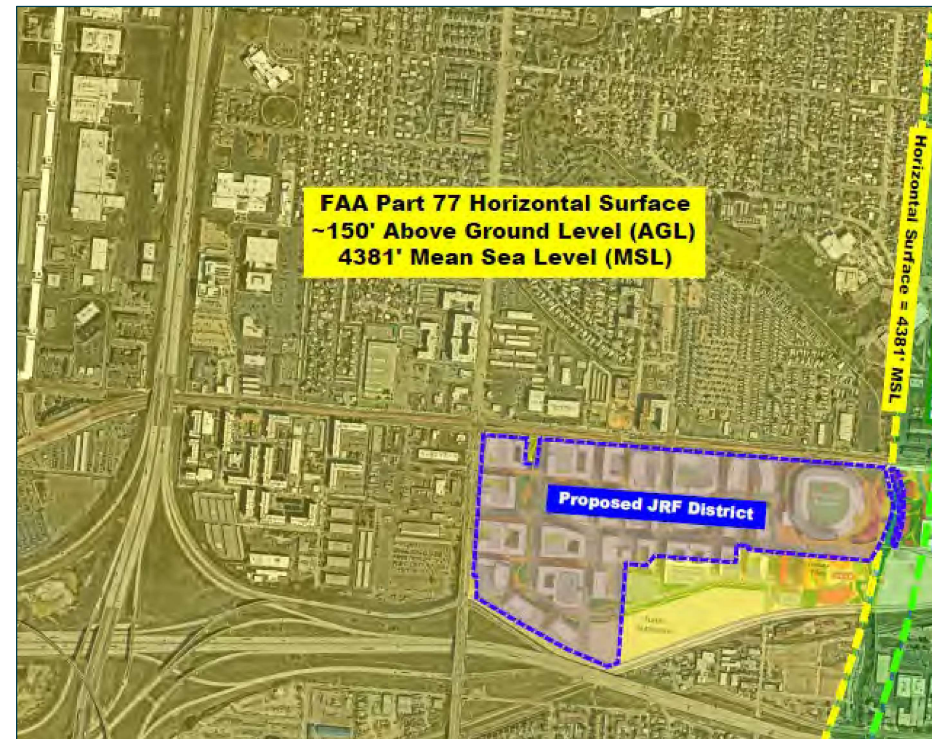 FAA Part 77 Horizontal Surface
~150' Above Ground Level (AGL)
4381' Mean Sea Level (MSL)
Horizontal Surface = 4381' MSL
Proposed JRF District